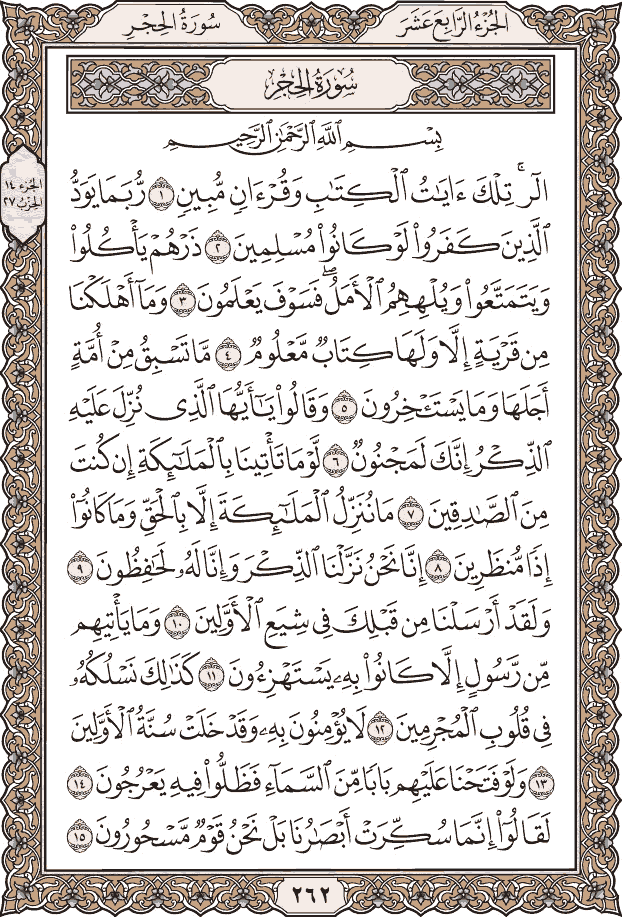 الجُزْءُ الرَّابِعَ عَشَرَ
سُورَةُ الحِجْرِ
سُورَةُ الحِجْرِ
بِسْمِ ٱللَّهِ ٱلرَّحْمَٰنِ ٱلرَّحِيمِ
الٓرۚ تِلْكَ ءَايَٰتُ ٱلْكِتَٰبِ وَقُرْءَانٍ مُّبِينٍ ١ رُّبَمَا يَوَدُّ
ٱلَّذِينَ كَفَرُوا۟ لَوْ كَانُوا۟ مُسْلِمِينَ ٢ ذَرْهُمْ يَأْكُلُوا۟
وَيَتَمَتَّعُوا۟ وَيُلْهِهِمُ ٱلْأَمَلُۖ فَسَوْفَ يَعْلَمُونَ ٣ وَمَآ أَهْلَكْنَا
مِن قَرْيَةٍ إِلَّا وَلَهَا كِتَابٌ مَّعْلُومٌ ٤ مَّا تَسْبِقُ مِنْ أُمَّةٍ
أَجَلَهَا وَمَا يَسْتَـْٔخِرُونَ ٥ وَقَالُوا۟ يَٰٓأَيُّهَا ٱلَّذِى نُزِّلَ عَلَيْهِ
ٱلذِّكْرُ إِنَّكَ لَمَجْنُونٌ ٦ لَّوْمَا تَأْتِينَا بِٱلْمَلَٰٓئِكَةِ إِن كُنتَ
مِنَ ٱلصَّٰدِقِينَ ٧ مَا نُنَزِّلُ ٱلْمَلَٰٓئِكَةَ إِلَّا بِٱلْحَقِّ وَمَا كَانُوٓا۟
إِذًا مُّنظَرِينَ ٨ إِنَّا نَحْنُ نَزَّلْنَا ٱلذِّكْرَ وَإِنَّا لَهُۥ لَحَٰفِظُونَ ٩
وَلَقَدْ أَرْسَلْنَا مِن قَبْلِكَ فِى شِيَعِ ٱلْأَوَّلِينَ ١٠ وَمَا يَأْتِيهِم
مِّن رَّسُولٍ إِلَّا كَانُوا۟ بِهِۦ يَسْتَهْزِءُونَ ١١ كَذَٰلِكَ نَسْلُكُهُۥ
فِى قُلُوبِ ٱلْمُجْرِمِينَ ١٢ لَا يُؤْمِنُونَ بِهِۦ وَقَدْ خَلَتْ سُنَّةُ ٱلْأَوَّلِينَ
١٣ وَلَوْ فَتَحْنَا عَلَيْهِم بَابًا مِّنَ ٱلسَّمَآءِ فَظَلُّوا۟ فِيهِ يَعْرُجُونَ ١٤
لَقَالُوٓا۟ إِنَّمَا سُكِّرَتْ أَبْصَٰرُنَا بَلْ نَحْنُ قَوْمٌ مَّسْحُورُونَ ١٥
الجُزء ١٤
الحِزْبُ ٢٧
٢٦٢